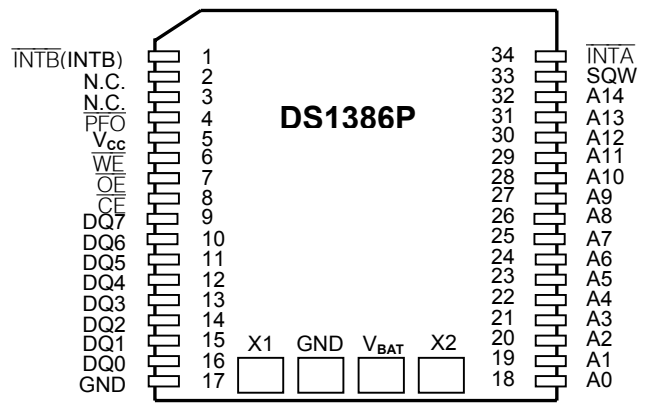 INTB(INTB) 1 34 INTA
N.C. 2 33 SQW
N.C. 3 32 A14
PFO 4 DS1386P 31 A13
VCC 5 30 A12
WE 6 29 A11
OE 7 28 A10
CE 8 27 A9
DQ7 9 26 A8
DQ6 10 25 A7
DQ5 11 24 A6
DQ4 12 23 A5
DQ3 13 22 A4
DQ2 14 21 A3
DQ1 15 X1 GND VBAT X2 20 A2
DQ0 16 19 A1
GND 17 18 A0